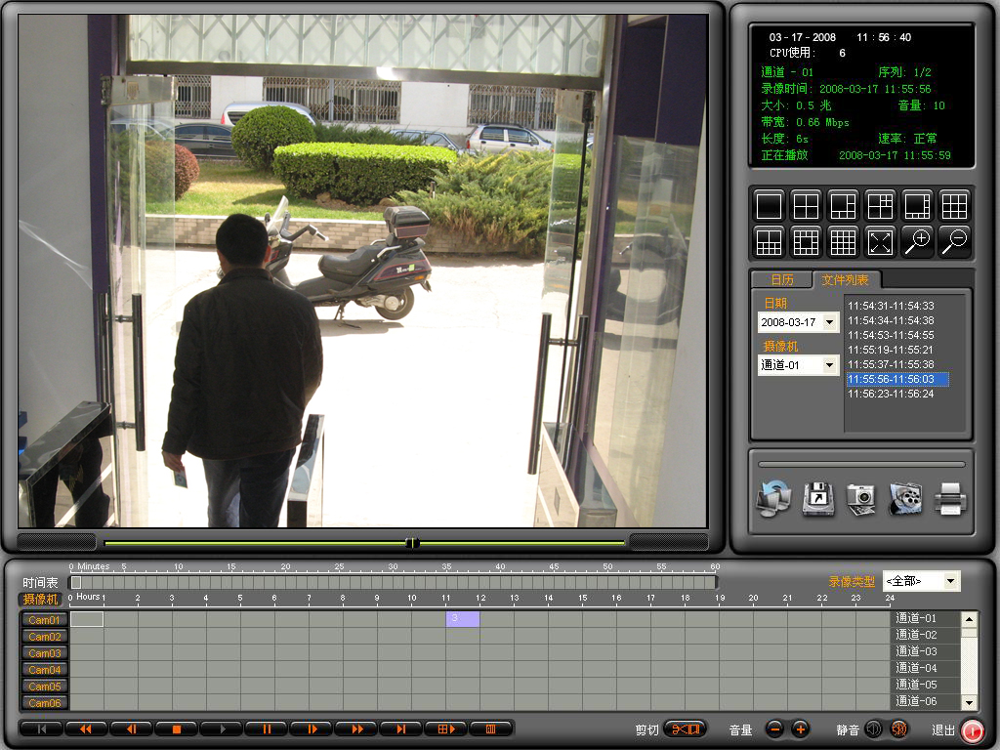 03-17-2008 11:56:40
CPU使用: 6
通道 - 01 序列: 1/2
录像时间: 2008-03-17 11:55:56
大小: 0.5 兆 音量: 10
带宽: 0.66 Mbps
长度: 6s 速率: 正常
正在播放 2008-03-17 11:55:59
日历 文件列表
日期
2008-03-17
摄像机
通道-01
11:54:31-11:54:33
11:54:34-11:54:38
11:54:53-11:54:55
11:55:19-11:55:21
11:55:37-11:55:38
11:55:56-11:56:03
11:56:23-11:56:24
0 Minutes 5 10 15 20 25 30 35 40 45 50 55 60
时间表
录像类型 <全部>
摄像机 0 Hours 1 2 3 4 5 6 7 8 9 10 11 12 13 14 15 16 17 18 19 20 21 22 23 24
Cam01 3 通道-01
Cam02 通道-02
Cam03 通道-03
Cam04 通道-04
Cam05 通道-05
Cam06 通道-06
剪切 音量 静音 退出